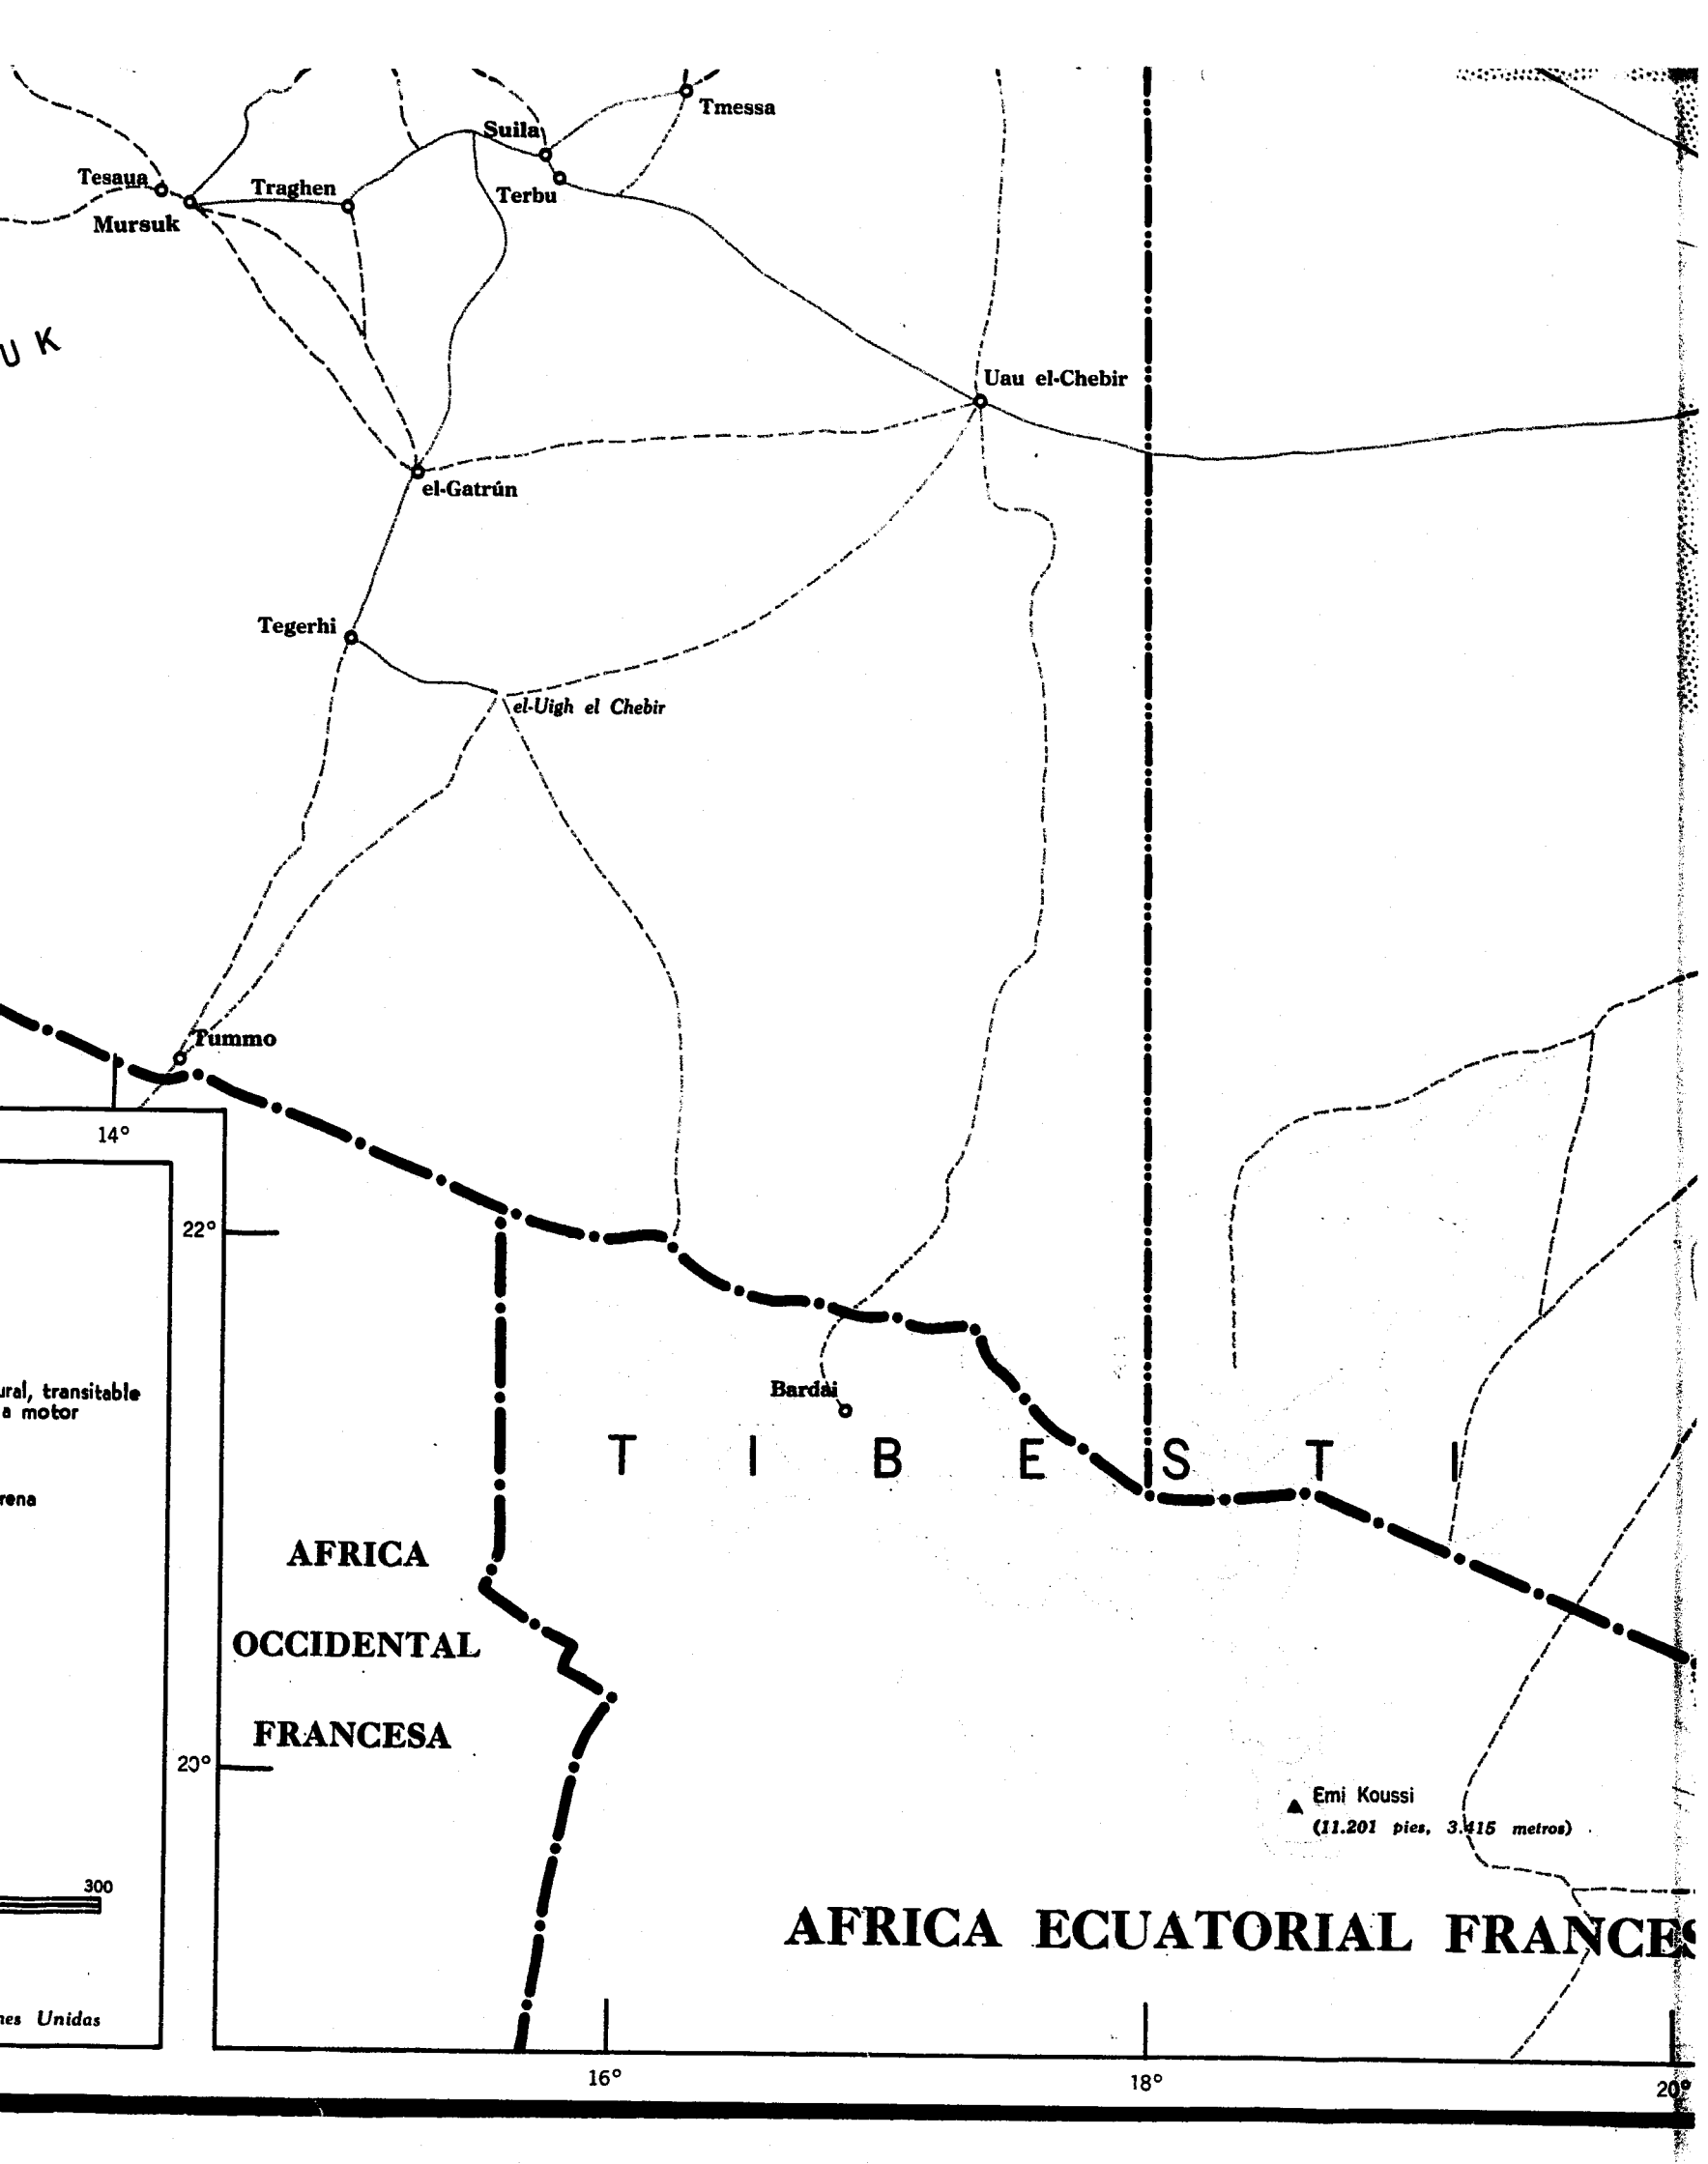 Tmessa
Suila
Tesaua
Traghen
Terbu
Mursuk
U K
Uau el-Chebir
el-Gatrún
Tegerhi
el-Uigh el Chebir
Tummo
14°
22°
ural, transitable
a motor
Bardai
T I B E S T I
rena
AFRICA
OCCIDENTAL
FRANCESA
20°
Emi Koussi
(11.201 pies, 3.415 metros)
300
AFRICA ECUATORIAL FRANCES
nes Unidas
16°
18°
20°